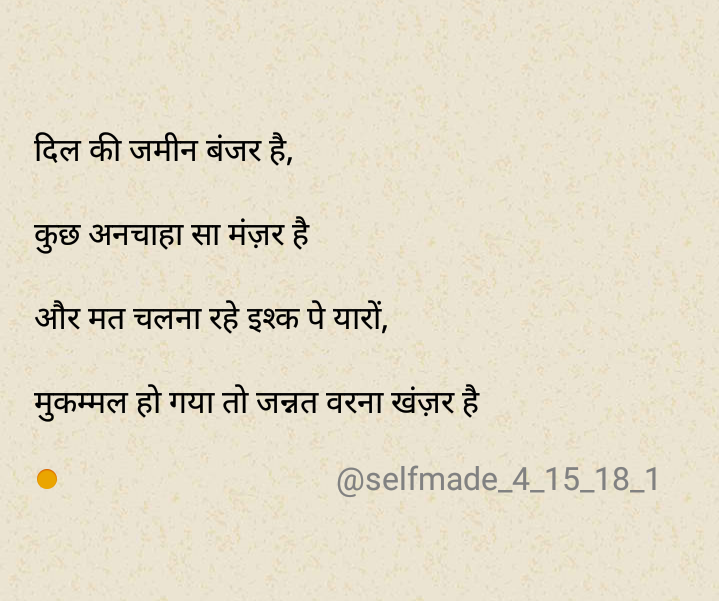 दिल की जमीन बंजर है,
कुछ अनचाहा सा मंज़र है
और मत चलना रहे इश्क पे यारों,
मुकम्मल हो गया तो जन्नत वरना खंज़र है
@selfmade_4_15_18_1